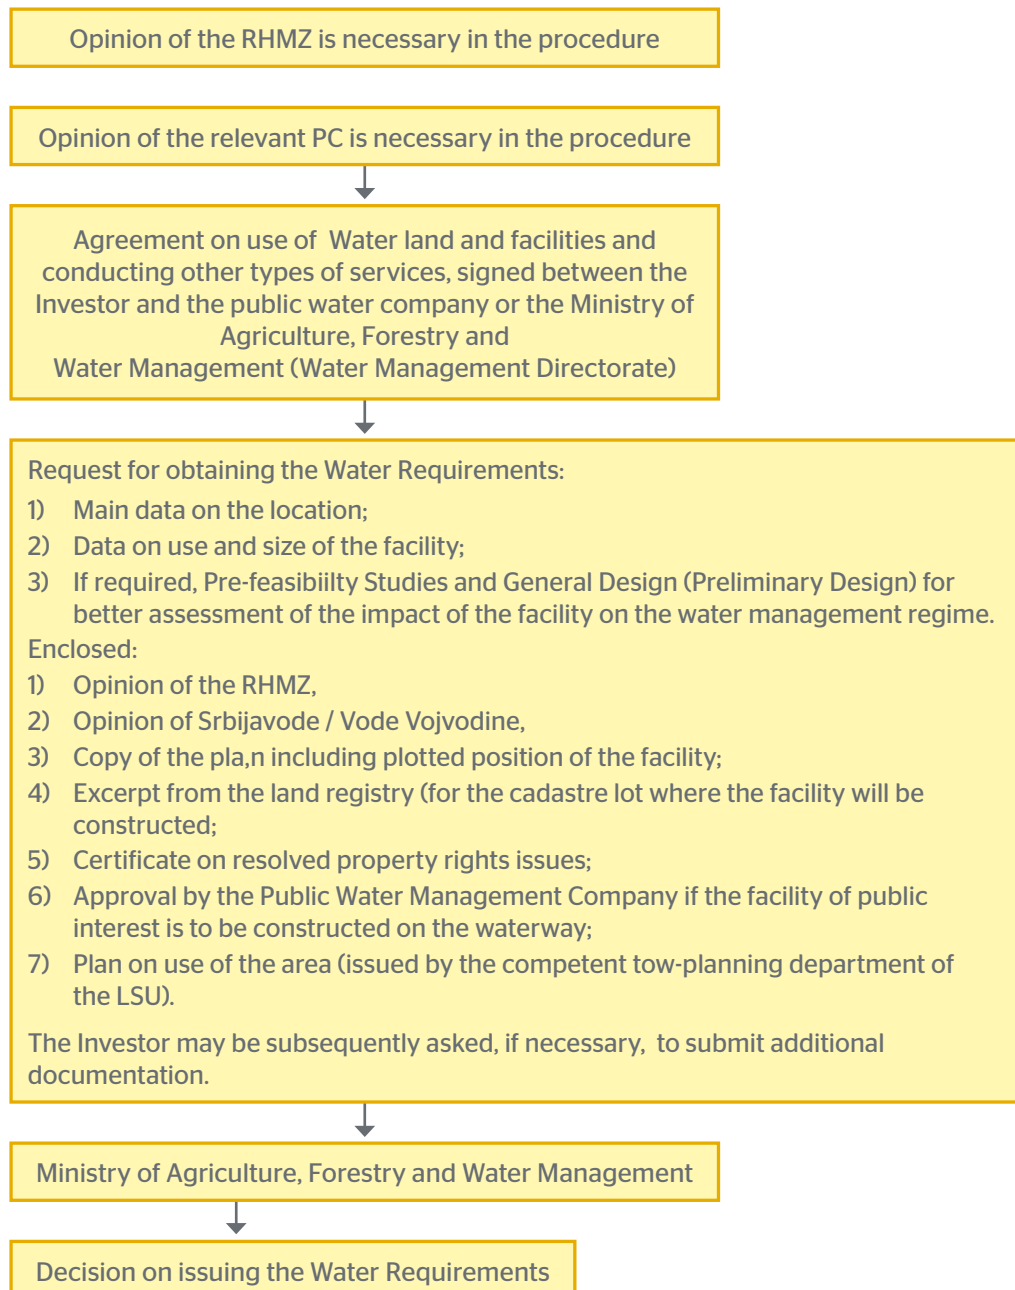 Opinion of the RHMZ is necessary in the procedure
Opinion of the relevant PC is necessary in the procedure
Agreement on use of  Water land and facilities and
conducting other types of services, signed between the
Investor and the public water company or the Ministry of
Agriculture, Forestry and
Water Management (Water Management Directorate)
Request for obtaining the Water Requirements:
1) Main data on the location;
2) Data on use and size of the facility;
3) If required, Pre-feasibiilty Studies and General Design (Preliminary Design) for
better assessment of the impact of the facility on the water management regime.
Enclosed:
1) Opinion of the RHMZ,
2) Opinion of Srbijavode / Vode Vojvodine,
3) Copy of the pla,n including plotted position of the facility;
4) Excerpt from the land registry (for the cadastre lot where the facility will be
constructed;
5) Certificate on resolved property rights issues;
6) Approval by the Public Water Management Company if the facility of public
interest is to be constructed on the waterway;
7) Plan on use of the area (issued by the competent tow-planning department of
the LSU).
The Investor may be subsequently asked, if necessary,  to submit additional
documentation.
Ministry of Agriculture, Forestry and Water Management
Decision on issuing the Water Requirements